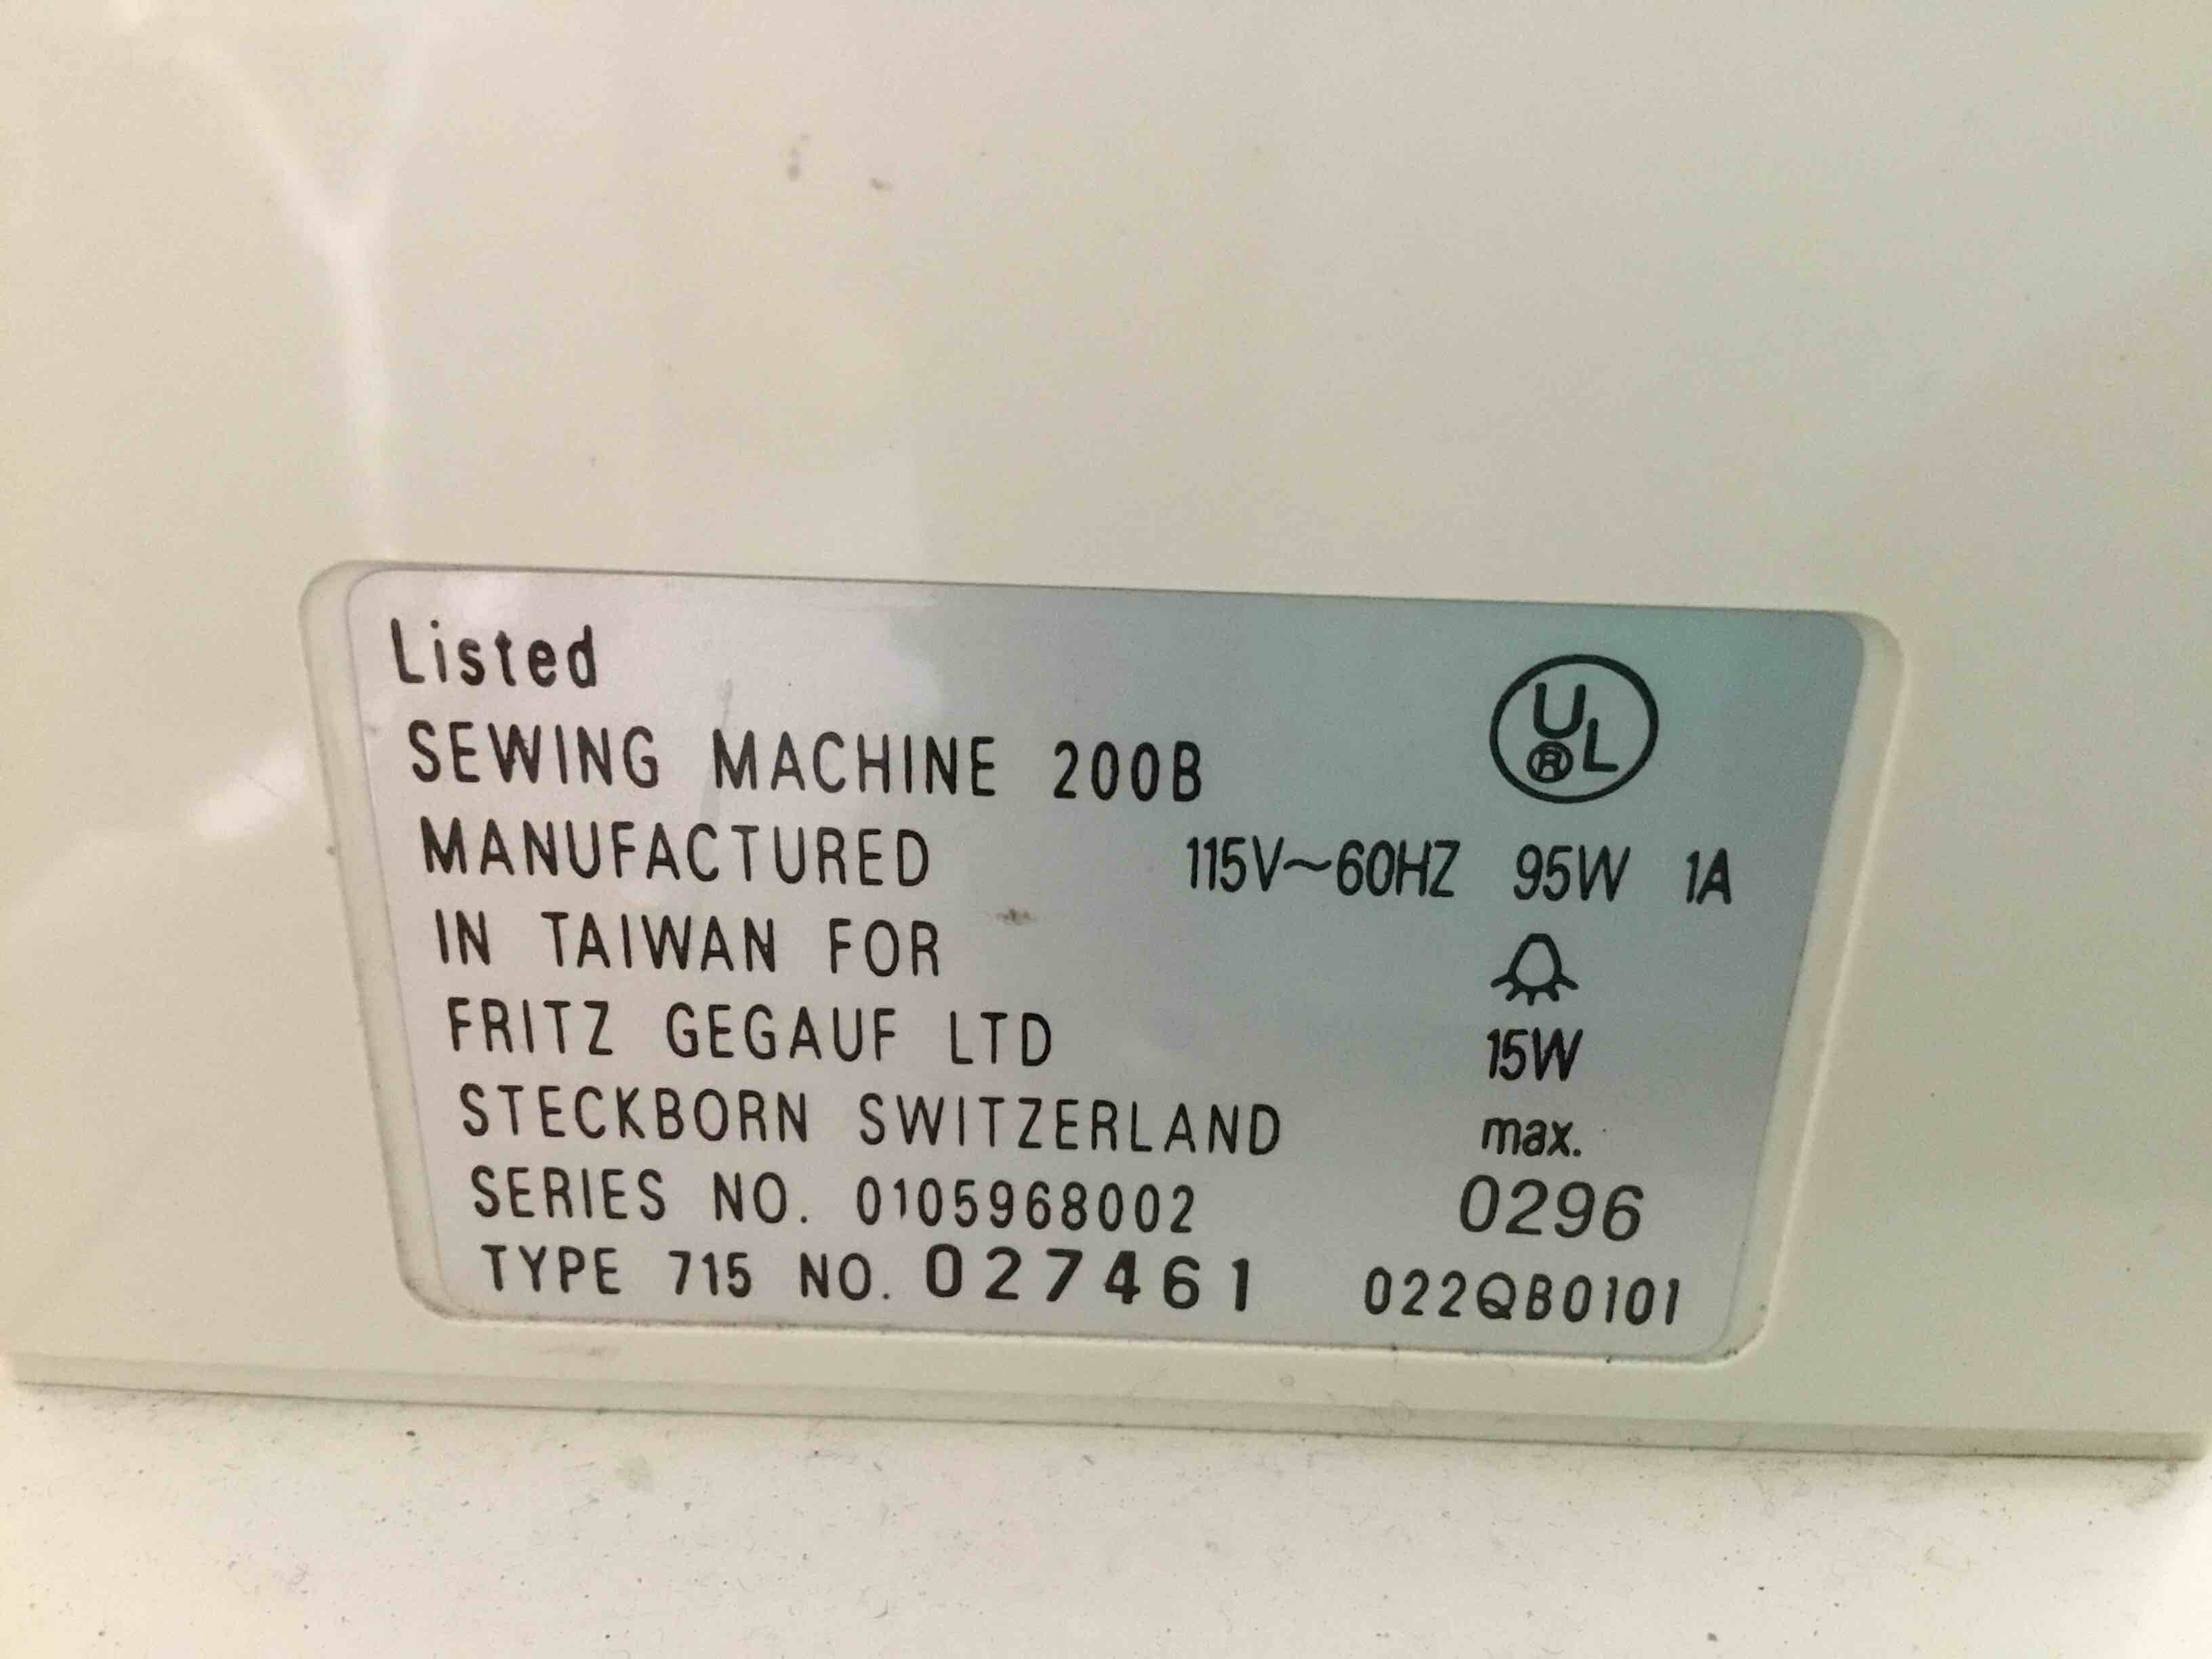 Listed
UL®
SEWING MACHINE 200B
MANUFACTURED 115V~60HZ 95W 1A
IN TAIWAN FOR
FRITZ GEGAUF LTD 15W
STECKBORN SWITZERLAND max.
SERIES NO. 0105968002 0296
TYPE 715 NO. 027461 022QB0101